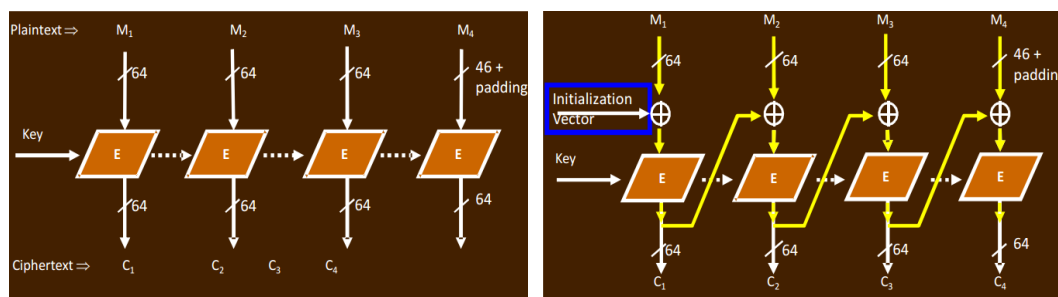 Plaintext ⇒ M1 M2 M3 M4
64 64 64 46 +
padding
Key
E E E E
64 64 64 64
Ciphertext ⇒ C1 C2 C3 C4
M1 M2 M3 M4
64 64 64 46 +
paddin
Initialization
Vector
Key
E E E E
64 64 64 64
C1 C2 C3 C4